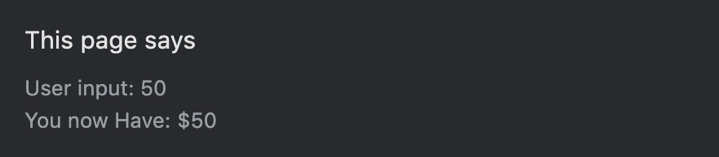 This page says
User input: 50
You now Have: $50